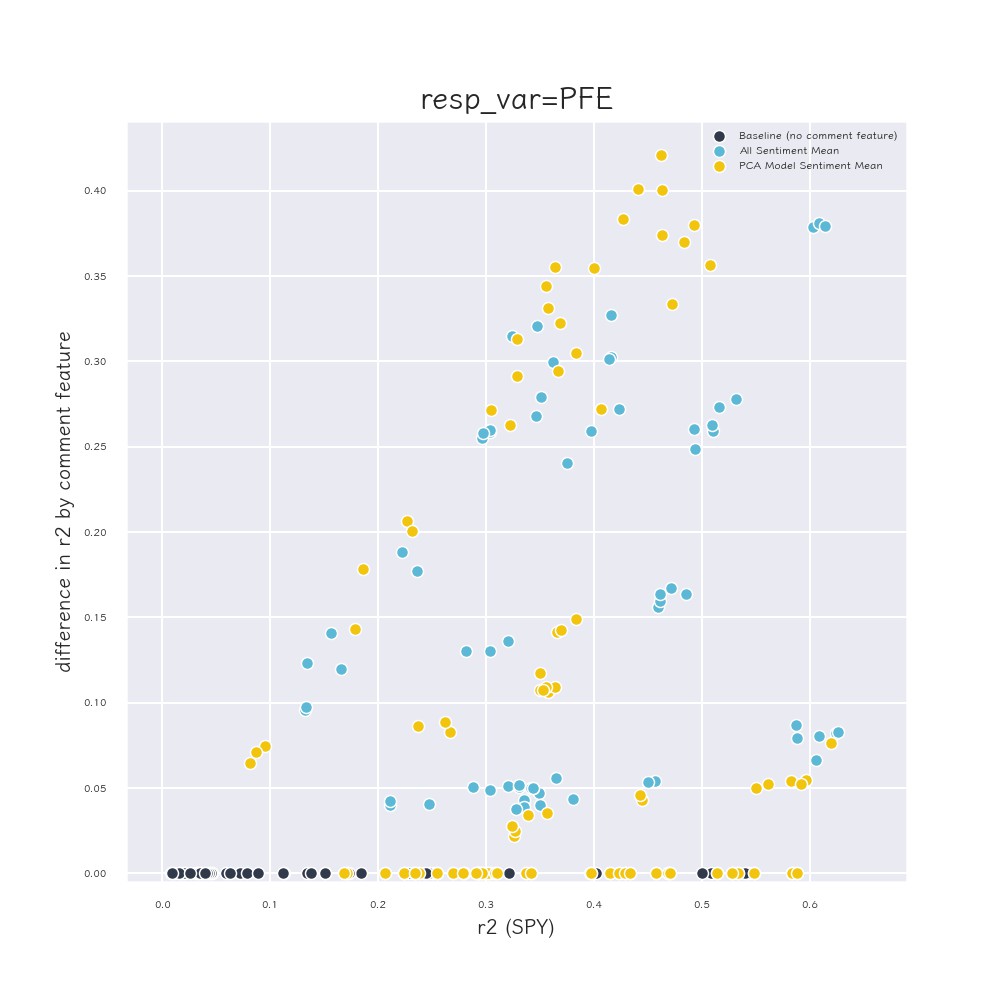 resp_var=PFE
Baseline (no comment feature)
All Sentiment Mean
PCA Model Sentiment Mean
difference in r2 by comment feature
0.40
0.35
0.30
0.25
0.20
0.15
0.10
0.05
0.00
0.0 0.1 0.2 0.3 0.4 0.5 0.6
r2 (SPY)